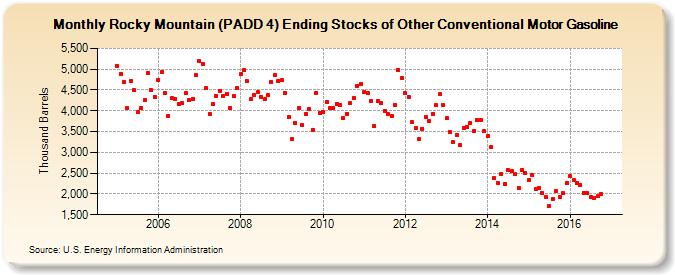 Monthly Rocky Mountain (PADD 4) Ending Stocks of Other Conventional Motor Gasoline
Thousand Barrels
5,500
5,000
4,500
4,000
3,500
3,000
2,500
2,000
1,500
2006 2008 2010 2012 2014 2016
Source: U.S. Energy Information Administration